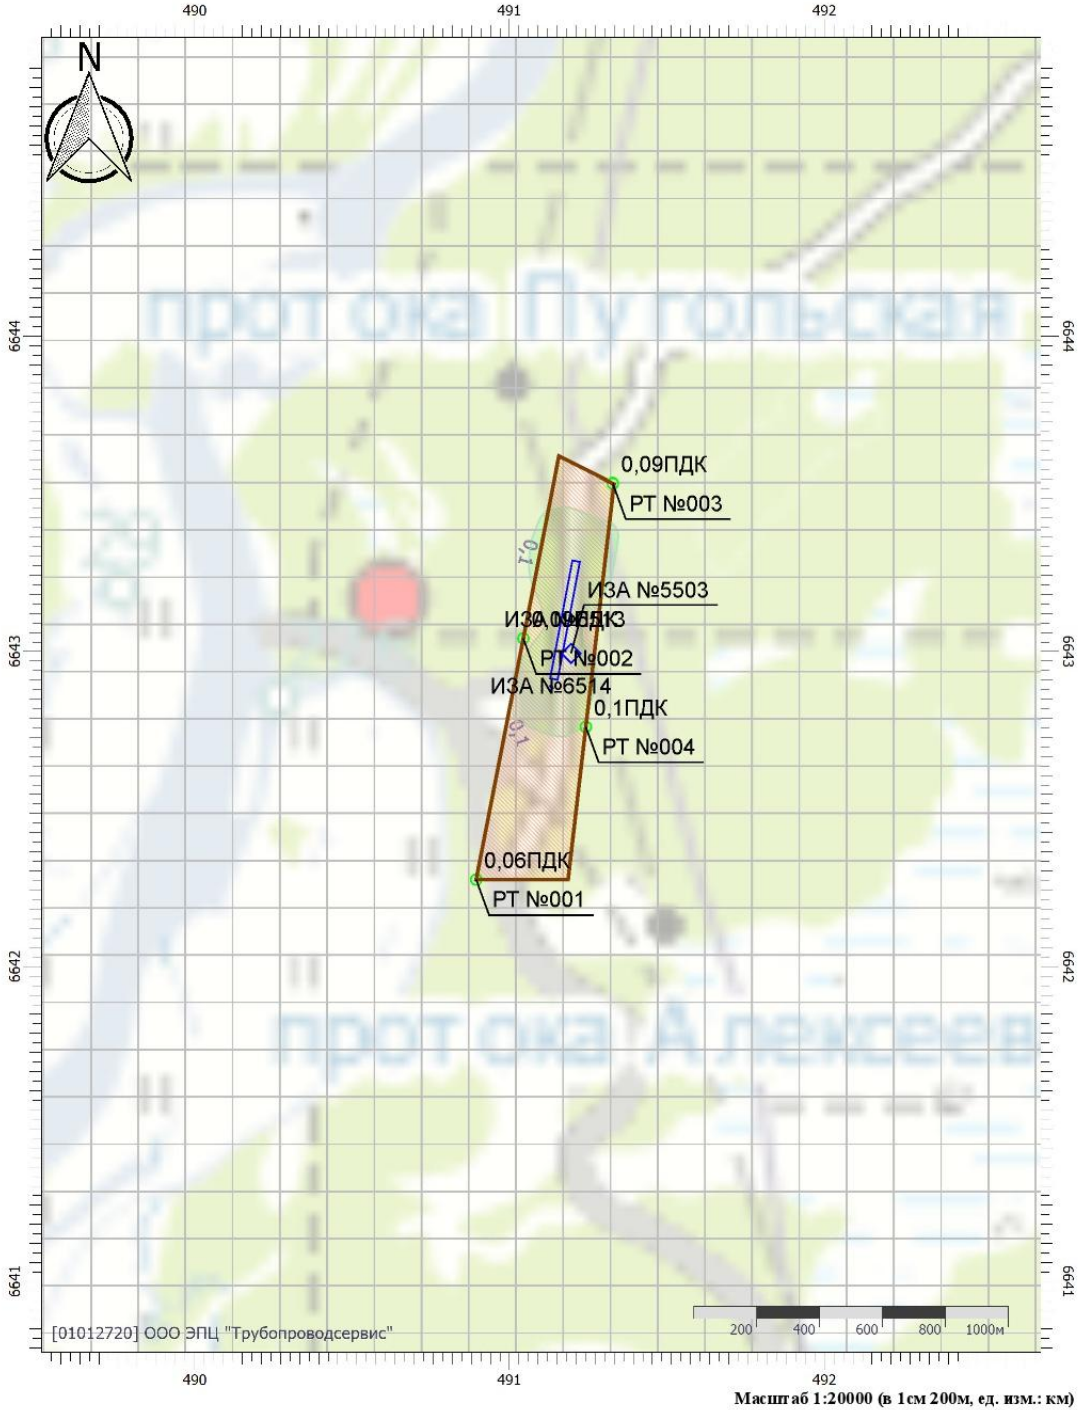 490 491 492
N
протока Пугольская
6644 6644
0,09ПДК
РТ №003
0,1
ИЗА №5503
ИЗА №6513
РТ №002
6643 6643
ИЗА №6514
0,1ПДК
0,1
РТ №004
0,06ПДК
РТ №001
6642 6642
протока Алексеев
6641 6641
[01012720] ООО ЭПЦ "Трубопроводсервис"
200 400 600 800 1000м
490 491 492
Масштаб 1:20000 (в 1см 200м, ед. изм.: км)